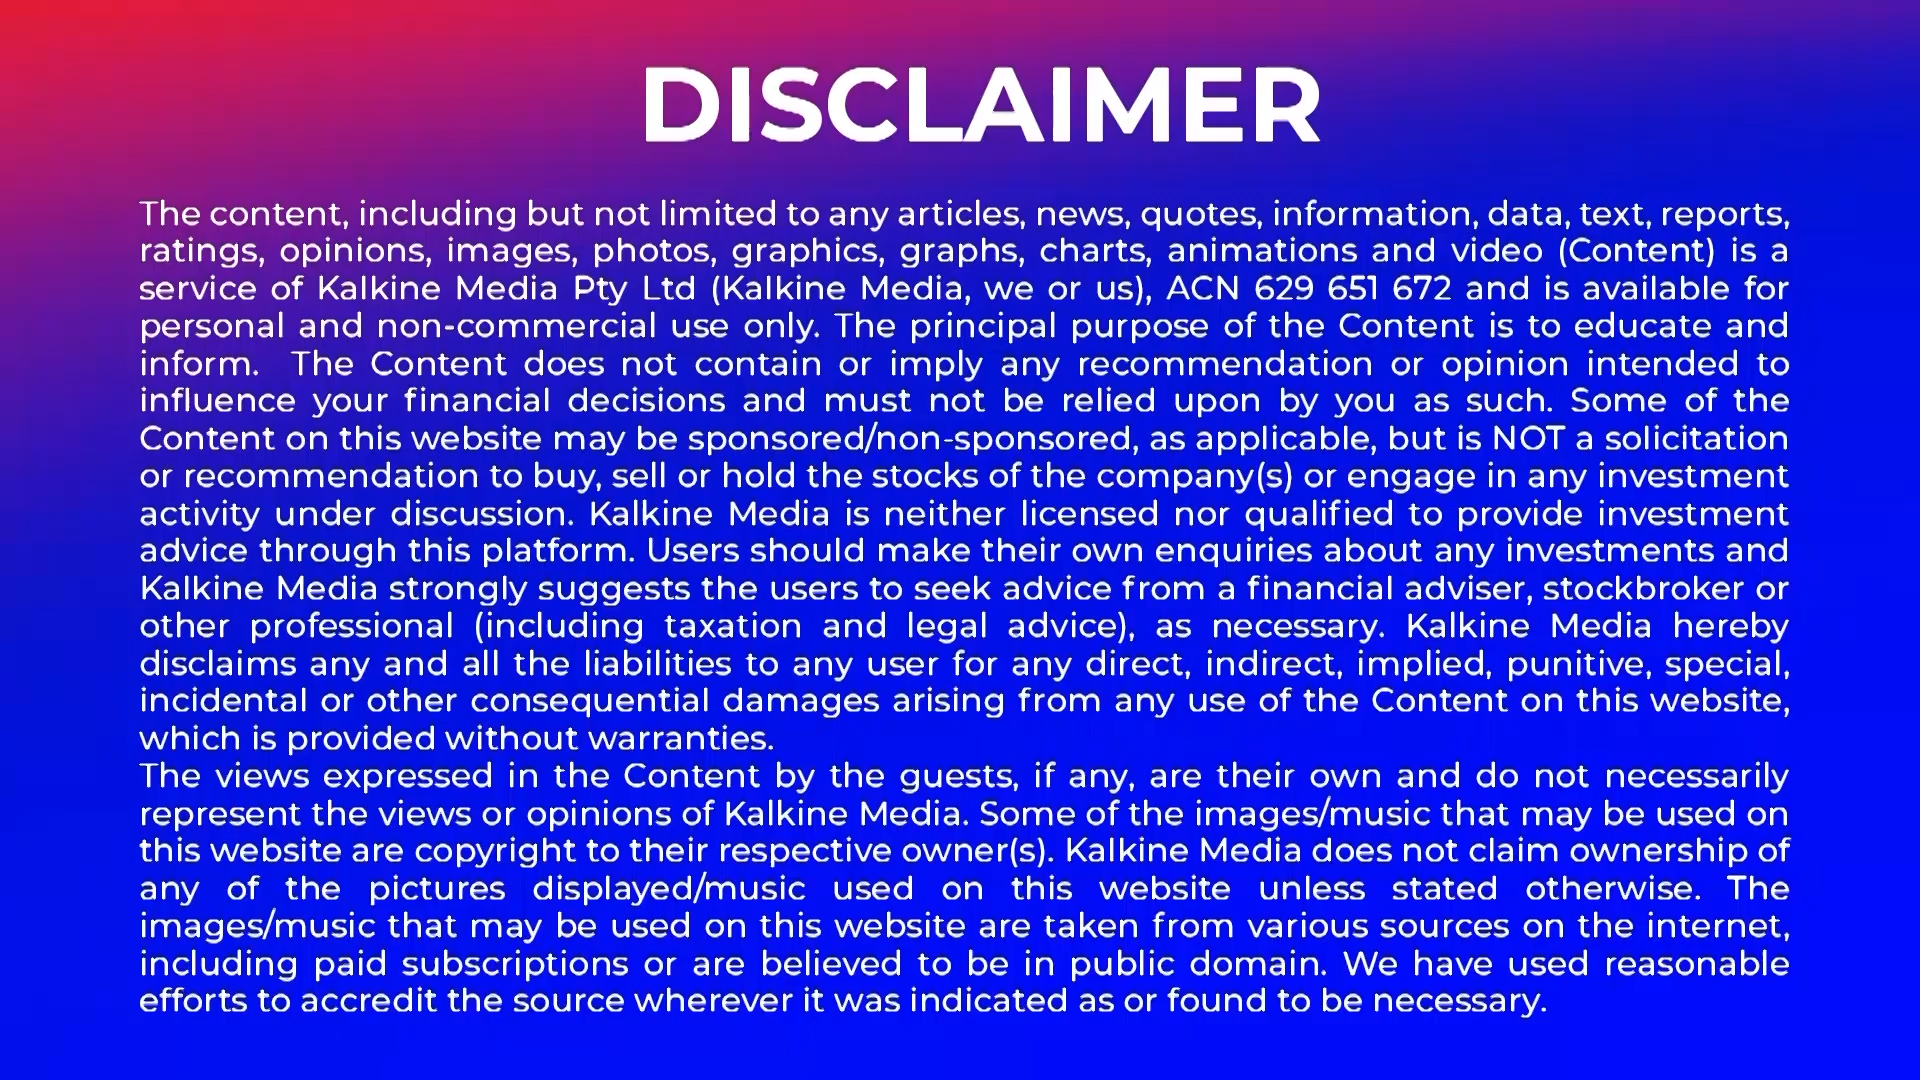 DISCLAIMER
The content, including but not limited to any articles, news, quotes, information, data, text, reports,
ratings, opinions, images, photos, graphics, graphs, charts, animations and video (Content) is a
service of Kalkine Media Pty Ltd (Kalkine Media, we or us), ACN 629 651 672 and is available for
personal and non-commercial use only. The principal purpose of the Content is to educate and
inform.  The Content does not contain or imply any recommendation or opinion intended to
influence your financial decisions and must not be relied upon by you as such. Some of the
Content on this website may be sponsored/non-sponsored, as applicable, but is NOT a solicitation
or recommendation to buy, sell or hold the stocks of the company(s) or engage in any investment
activity under discussion. Kalkine Media is neither licensed nor qualified to provide investment
advice through this platform. Users should make their own enquiries about any investments and
Kalkine Media strongly suggests the users to seek advice from a financial adviser, stockbroker or
other professional (including taxation and legal advice), as necessary. Kalkine Media hereby
disclaims any and all the liabilities to any user for any direct, indirect, implied, punitive, special,
incidental or other consequential damages arising from any use of the Content on this website,
which is provided without warranties.
The views expressed in the Content by the guests, if any, are their own and do not necessarily
represent the views or opinions of Kalkine Media. Some of the images/music that may be used on
this website are copyright to their respective owner(s). Kalkine Media does not claim ownership of
any of the pictures displayed/music used on this website unless stated otherwise. The
images/music that may be used on this website are taken from various sources on the internet,
including paid subscriptions or are believed to be in public domain. We have used reasonable
efforts to accredit the source wherever it was indicated as or found to be necessary.